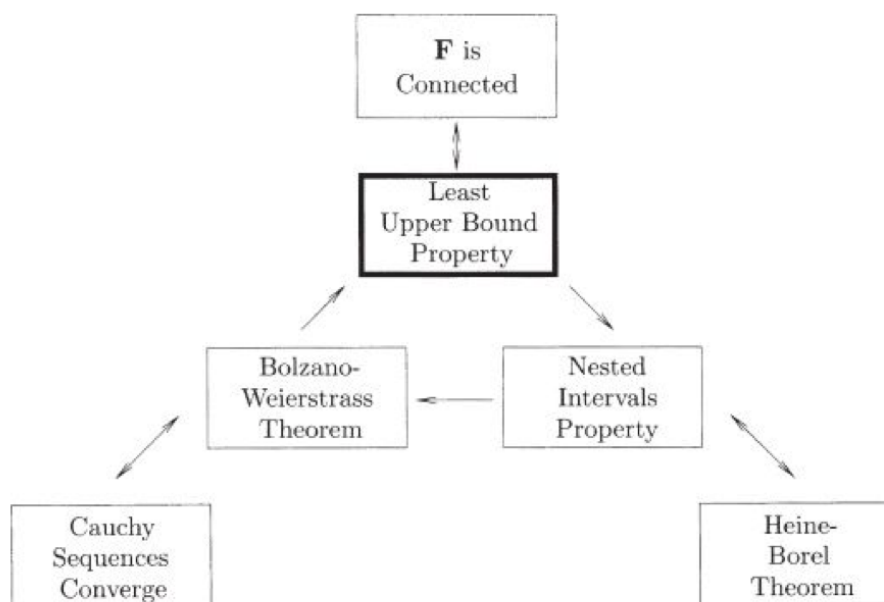 F is
Connected
Least
Upper Bound
Property
Bolzano-
Weierstrass
Theorem
Nested
Intervals
Property
Cauchy
Sequences
Converge
Heine-
Borel
Theorem